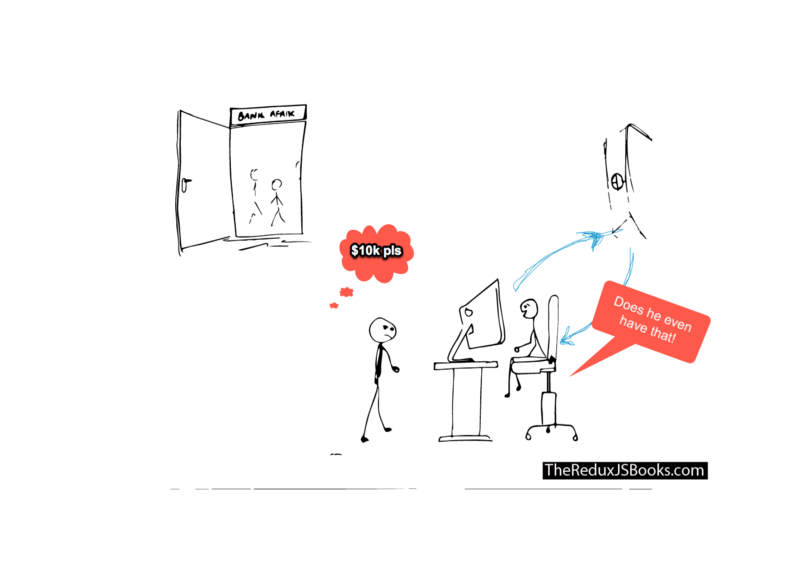 BANK AFRIK
$10k pls
Does he even
have that!
TheReduxJSBooks.com